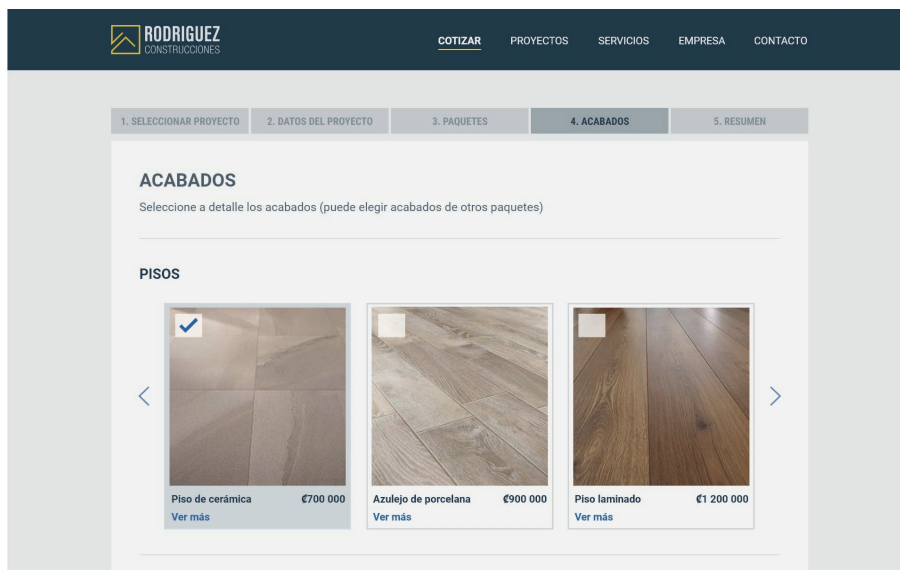 RODRIGUEZ
CONSTRUCCIONES
COTIZAR PROYECTOS SERVICIOS EMPRESA CONTACTO
1. SELECCIONAR PROYECTO 2. DATOS DEL PROYECTO 3. PAQUETES 4. ACABADOS 5. RESUMEN
ACABADOS
Seleccione a detalle los acabados (puede elegir acabados de otros paquetes)
PISOS
Piso de cerámica ₡700 000 Azulejo de porcelana ₡900 000 Piso laminado ₡1 200 000
Ver más Ver más Ver más